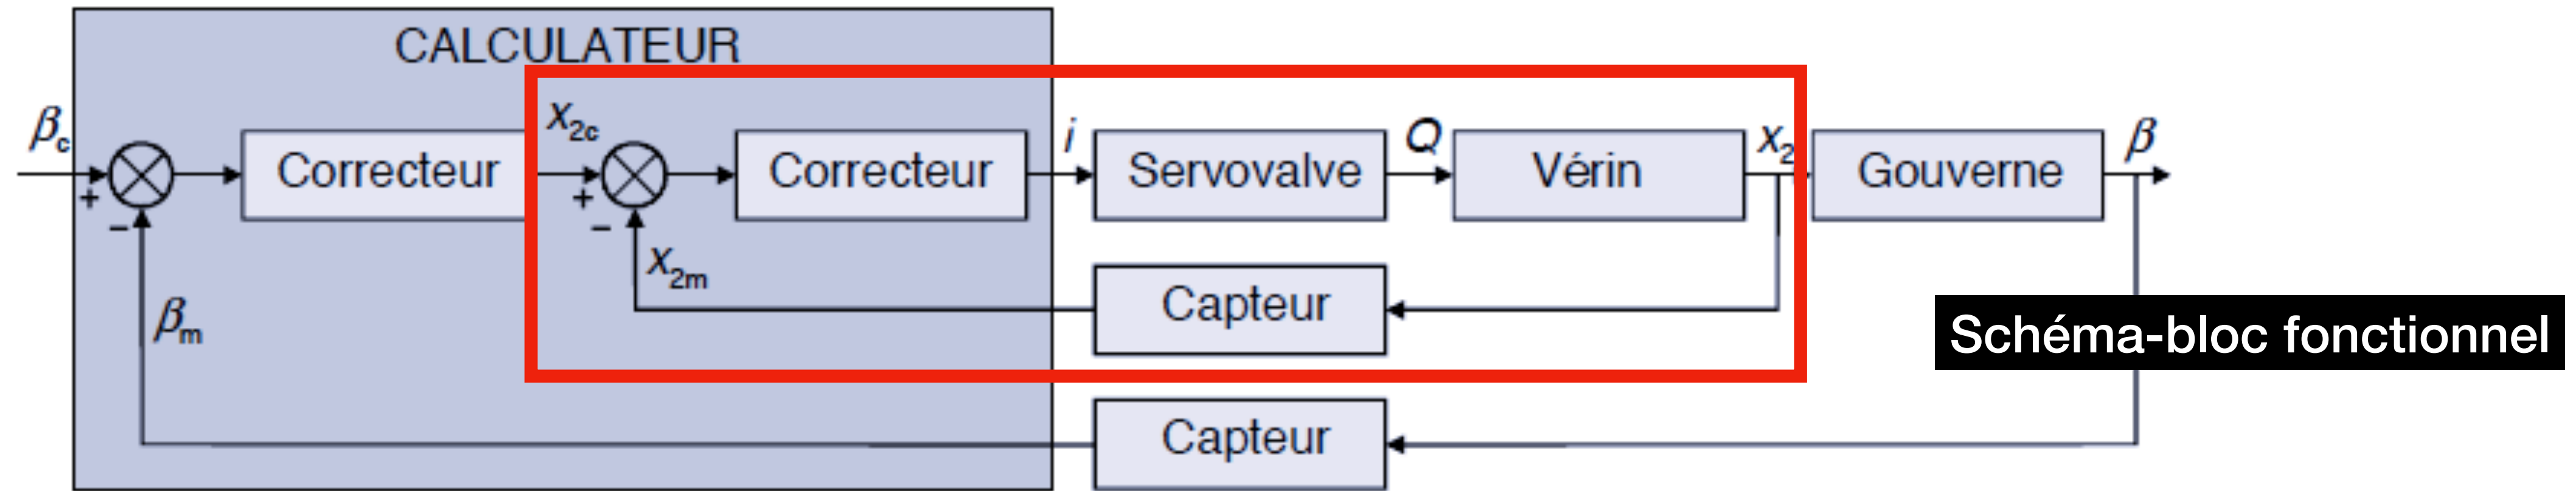 CALCULATEUR
βc
+
−
Correcteur
x2c
+
−
Correcteur
i
Servovalve
Q
Vérin
x2
Gouverne
β
x2m
Capteur
βm
Schéma-bloc fonctionnel
Capteur